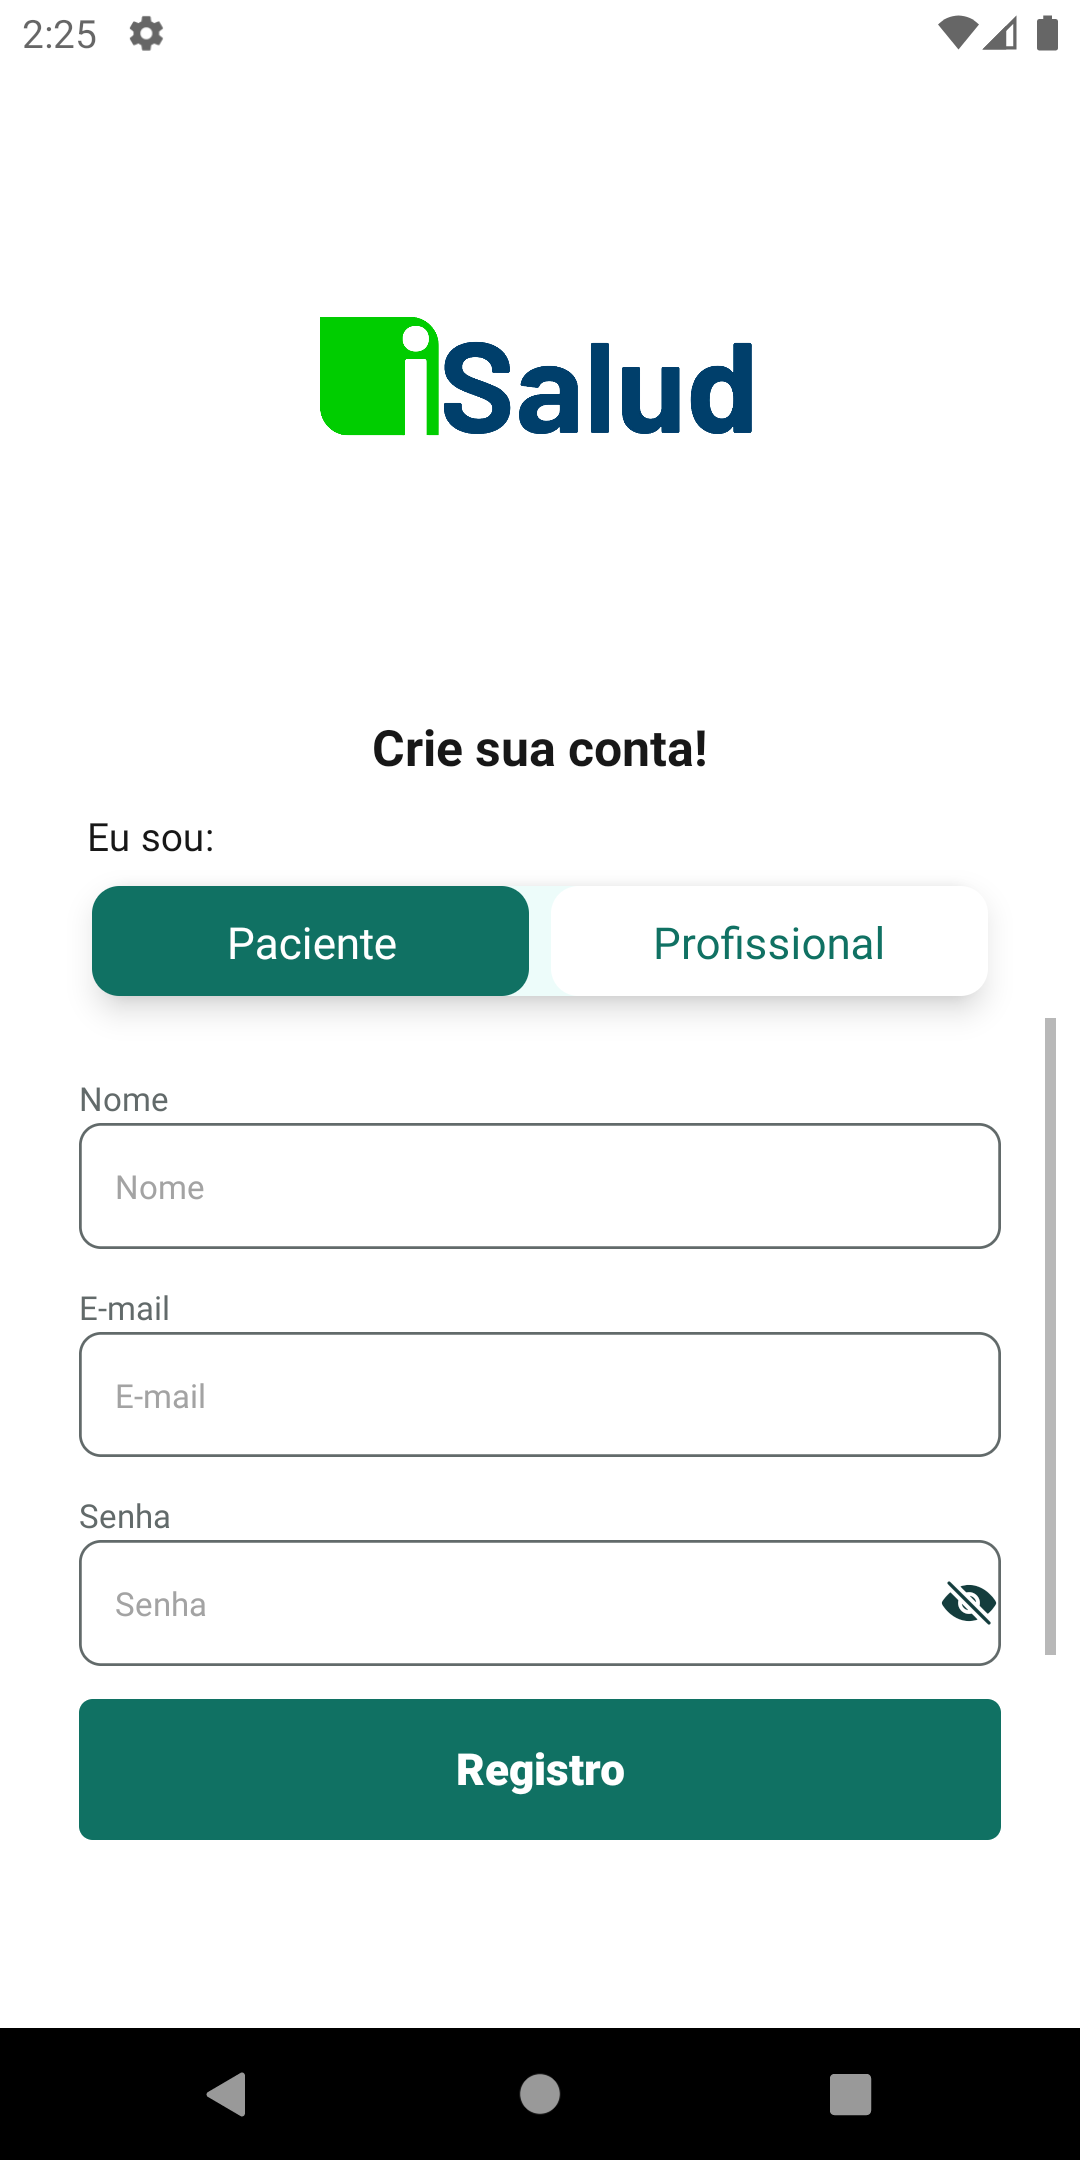 2:25
iSalud
Crie sua conta!
Eu sou:
Paciente Profissional
Nome
Nome
E-mail
E-mail
Senha
Senha
Registro